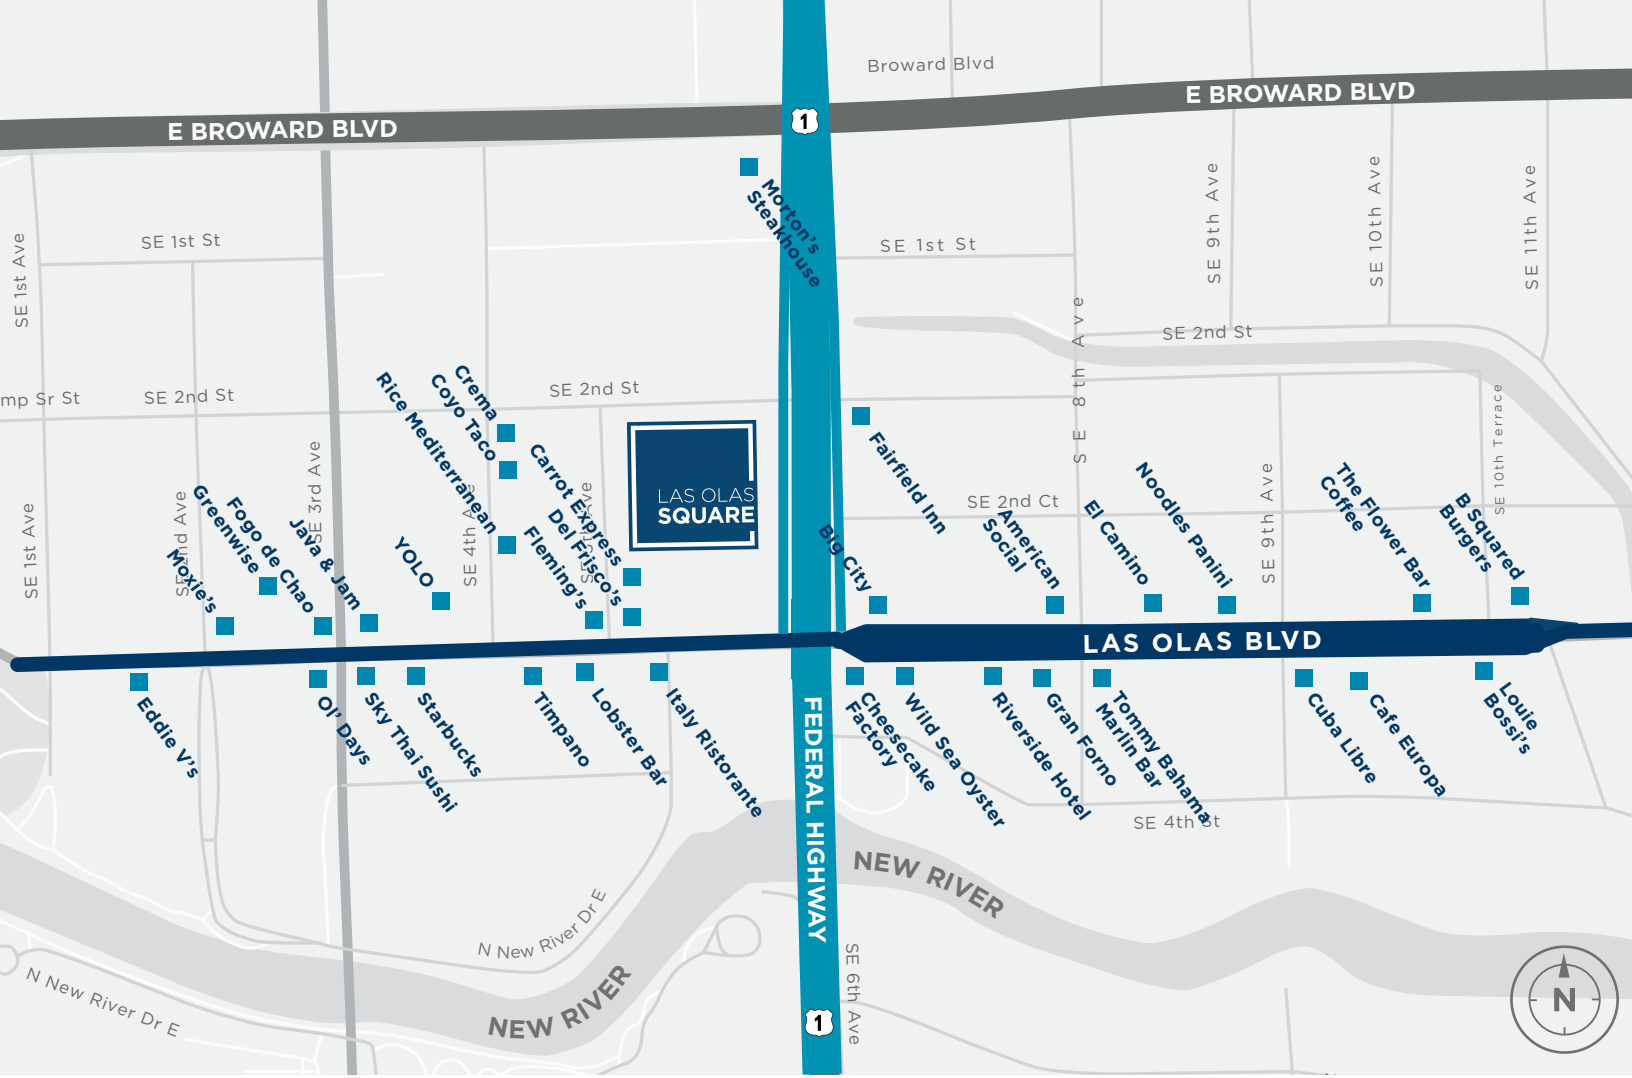 Broward Blvd
E BROWARD BLVD
E BROWARD BLVD
1
Morton's
Steakhouse
SE 1st Ave
SE 1st St
SE 1st St
SE 9th Ave
SE 10th Ave
SE 11th Ave
SE 8th Ave
SE 2nd St
mp Sr St
SE 2nd St
SE 2nd St
Crema
Coyo Taco
Rice Mediterranean
Carrot Express
Del Frisco's
Fleming's
LAS OLAS
SQUARE
Fairfield Inn
SE 2nd Ct
SE 10th Terrace
SE 1st Ave
SE 2nd Ave
SE 3rd Ave
SE 4th Ave
SE 9th Ave
Moxie's
Greenwise
Fogo de Chao
Java & Jam
YOLO
Big City
American
Social
El Camino
Noodles Panini
The Flower Bar
Coffee
B Squared
Burgers
LAS OLAS BLVD
Eddie V's
Ol' Days
Sky Thai Sushi
Starbucks
Timpano
Lobster Bar
Italy Ristorante
FEDERAL HIGHWAY
Cheesecake
Factory
Wild Sea Oyster
Riverside Hotel
Gran Forno
Tommy Bahama
Marlin Bar
Cuba Libre
Cafe Europa
Louie
Bossi's
SE 4th St
NEW RIVER
N New River Dr E
NEW RIVER
N New River Dr E
SE 6th Ave
1
N